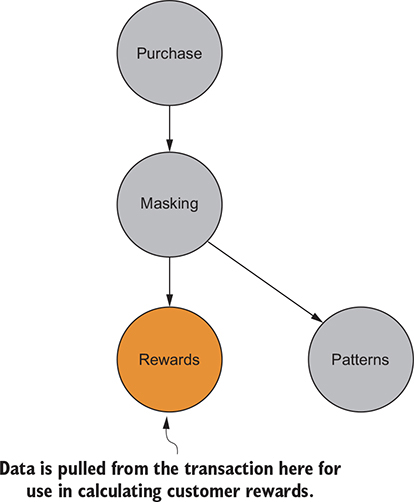 Purchase
Masking
Rewards
Patterns
Data is pulled from the transaction here for
use in calculating customer rewards.